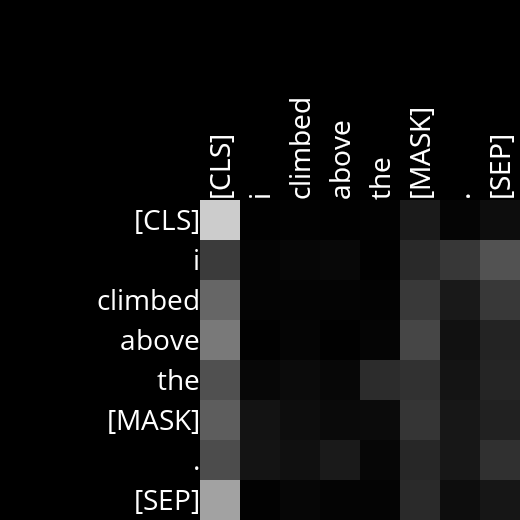 [CLS] i climbed above the [MASK] . [SEP]
[CLS]
i
climbed
above
the
[MASK]
.
[SEP]